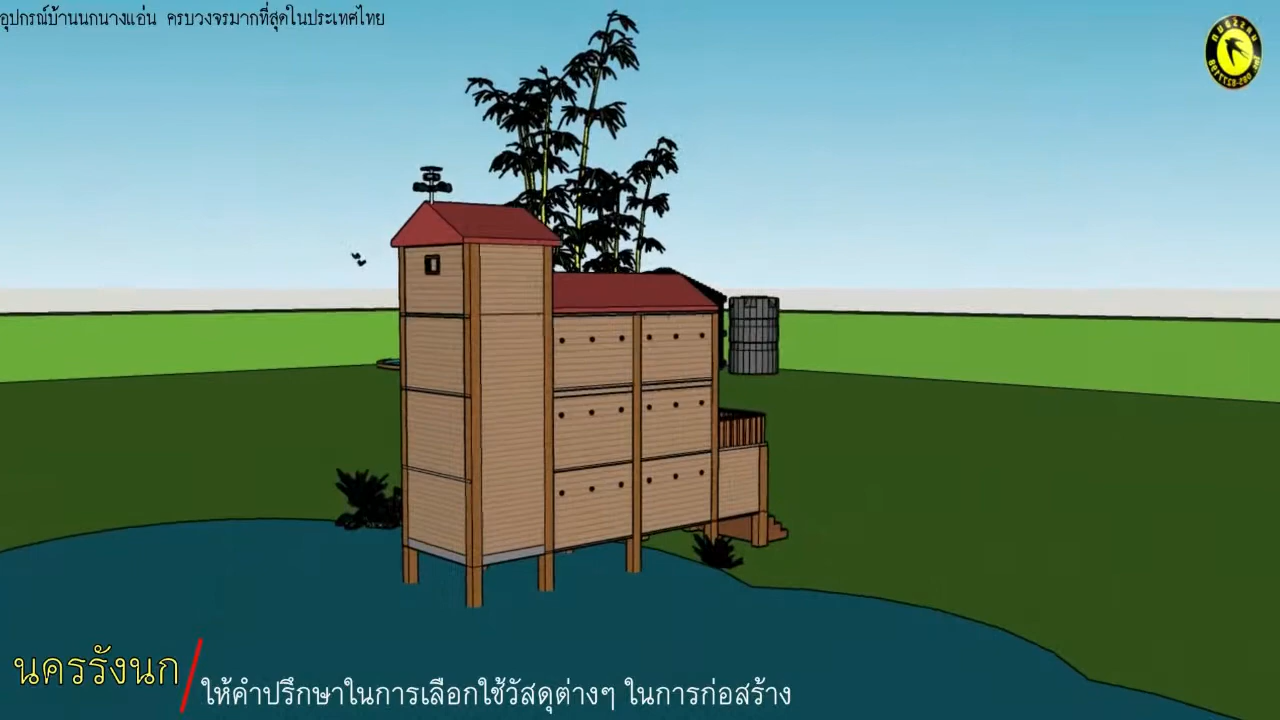 อุปกรณ์บ้านนกนางแอ่น ครบวงจรมากที่สุดในประเทศไทย
นครรังนก
ให้คำปรึกษาในการเลือกใช้วัสดุต่างๆ ในการก่อสร้าง